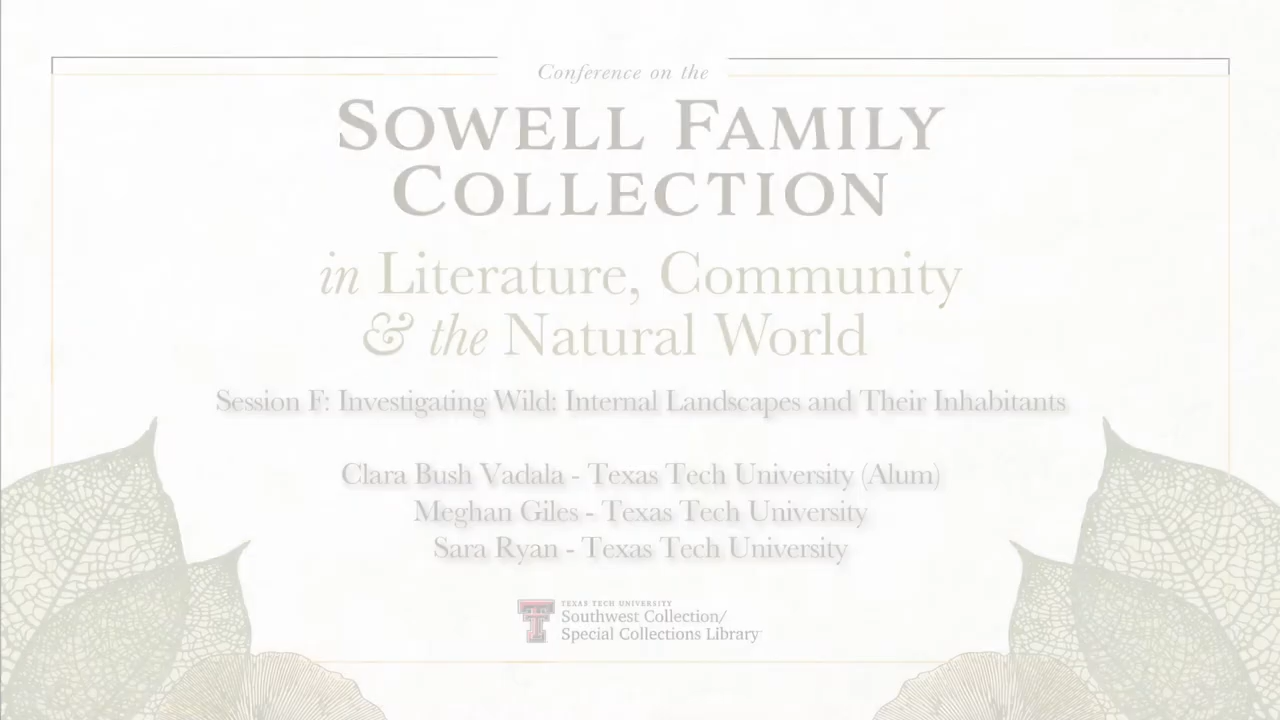 Conference on the
SOWELL FAMILY
COLLECTION
in Literature, Community
& the Natural World
Session F: Investigating Wild: Internal Landscapes and Their Inhabitants
Clara Bush Vadala - Texas Tech University (Alum)
Meghan Giles - Texas Tech University
Sara Ryan - Texas Tech University
TEXAS TECH UNIVERSITY
Southwest Collection/
Special Collections Library